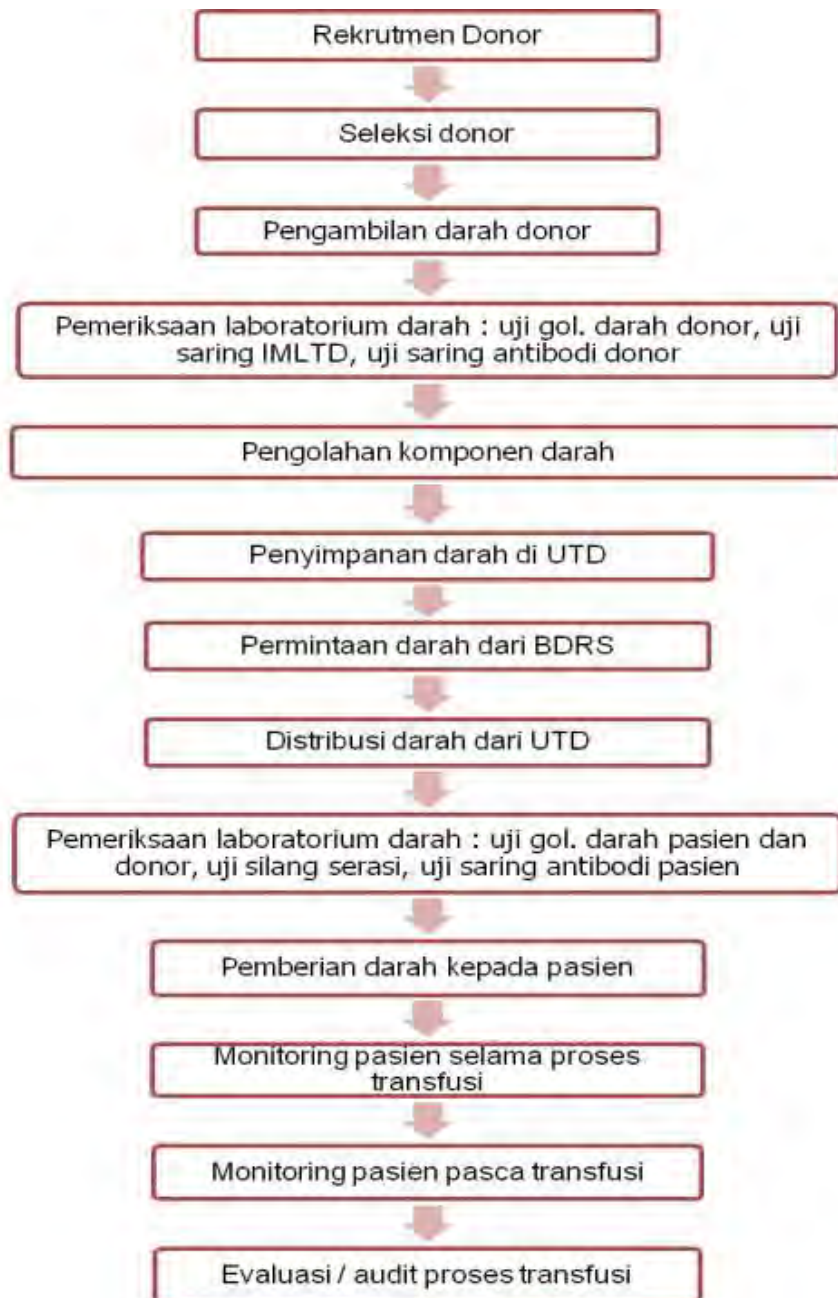 Rekrutmen Donor
Seleksi donor
Pengambilan darah donor
Pemeriksaan laboratorium darah : uji gol. darah donor, uji
saring IMLTD, uji saring antibodi donor
Pengolahan komponen darah
Penyimpanan darah di UTD
Permintaan darah dari BDRS
Distribusi darah dari UTD
Pemeriksaan laboratorium darah : uji gol. darah pasien dan
donor, uji silang serasi, uji saring antibodi pasien
Pemberian darah kepada pasien
Monitoring pasien selama proses
transfusi
Monitoring pasien pasca transfusi
Evaluasi / audit proses transfusi